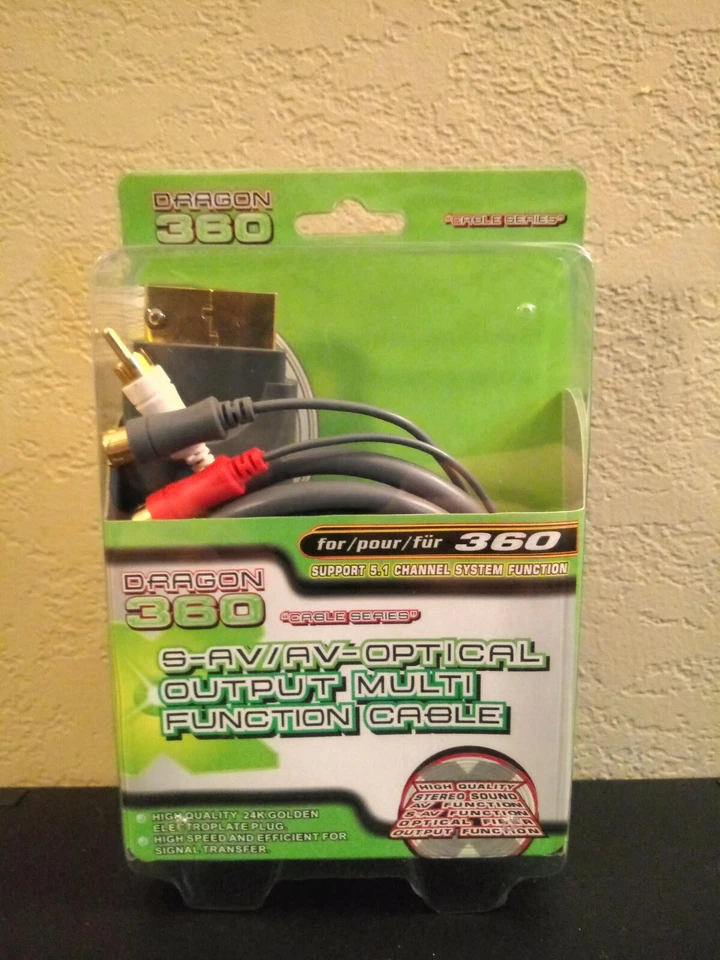 DRAGON
360
"CABLE SERIES"
for/pour/für 360
SUPPORT 5.1 CHANNEL SYSTEM FUNCTION
DRAGON
360 "CABLE SERIES"
S-AV/AV-OPTICAL
OUTPUT MULTI
FUNCTION CABLE
HIGH QUALITY 24K GOLDEN
ELECTROPLATE PLUG
HIGH SPEED AND EFFICIENT FOR
SIGNAL TRANSFER
HIGH QUALITY
STEREO SOUND
AV FUNCTION
S-AV FUNCTION
OPTICAL FIBER
OUTPUT FUNCTION